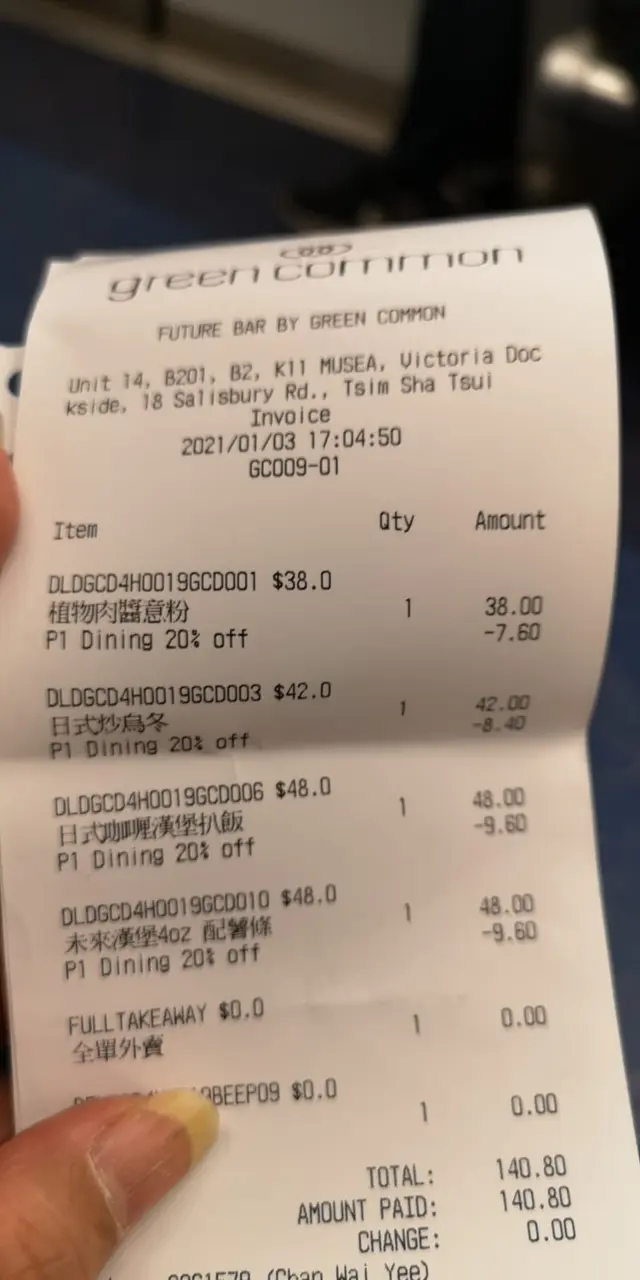 green common
FUTURE BAR BY GREEN COMMON
Unit 14, B201, B2, K11 MUSEA, Victoria Doc
kside, 18 Salisbury Rd., Tsim Sha Tsui
Invoice
2021/01/03 17:04:50
GC009-01
Item Qty Amount
DLDGCD4H0019GCD001 $38.0
植物肉醬意粉 1 38.00
P1 Dining 20% off -7.60
DLDGCD4H0019GCD003 $42.0
日式炒烏冬 1 42.00
P1 Dining 20% off -8.40
DLDGCD4H0019GCD006 $48.0
日式咖喱漢堡扒飯 1 48.00
P1 Dining 20% off -9.60
DLDGCD4H0019GCD010 $48.0
未來漢堡4oz 配薯條 1 48.00
P1 Dining 20% off -9.60
FULLTAKEAWAY $0.0
全單外賣 1 0.00
BEEP09 $0.0
1 0.00
TOTAL: 140.80
AMOUNT PAID: 140.80
CHANGE: 0.00
(Chan Wai Yee)